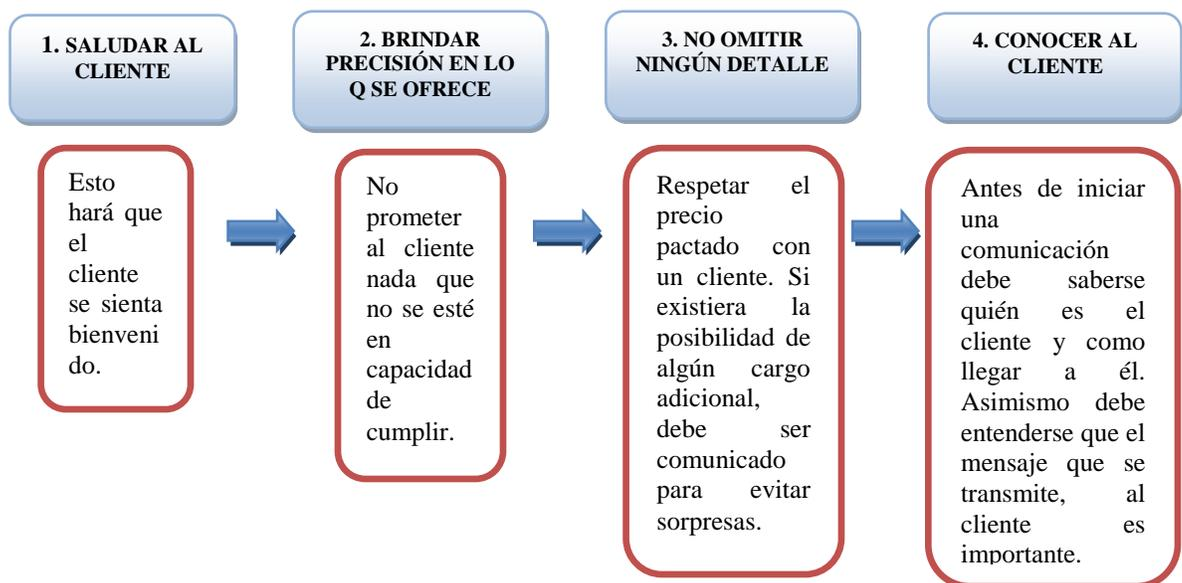 1. SALUDAR AL
CLIENTE
2. BRINDAR
PRECISIÓN EN LO
Q SE OFRECE
3. NO OMITIR
NINGÚN DETALLE
4. CONOCER AL
CLIENTE
Esto
hará que
el
cliente
se sienta
bienveni
do.
No
prometer
al cliente
nada que
no se esté
en
capacidad
de
cumplir.
Respetar el
precio
pactado con
un cliente. Si
existiera la
posibilidad de
algún cargo
adicional,
debe ser
comunicado
para evitar
sorpresas.
Antes de iniciar
una
comunicación
debe saberse
quién es el
cliente y como
llegar a él.
Asimismo debe
entenderse que el
mensaje que se
transmite, al
cliente es
importante.